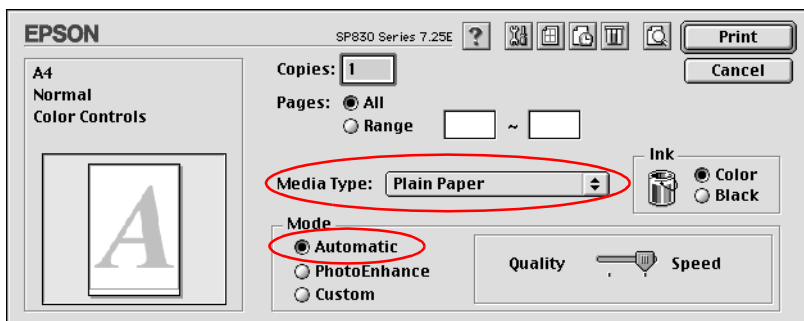 EPSON
SP830 Series 7.25E
?
Print
Cancel
A4
Normal
Color Controls
A
Copies: 1
Pages: All
Range ~
Media Type: Plain Paper
Ink
Color
Black
Mode
Automatic
PhotoEnhance
Custom
Quality Speed